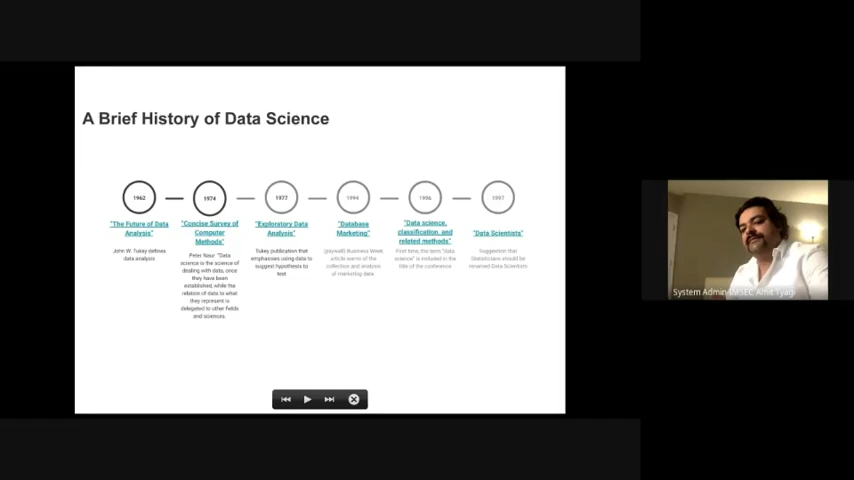 A Brief History of Data Science
1962
1974
1977
1994
1996
1997
"The Future of Data
Analysis"
John W. Tukey defines
data analysis
"Concise Survey of
Computer
Methods"
Peter Naur "Data
science is the science of
dealing with data, once
they have been
established, while the
relation of data to what
they represent is
delegated to other fields
and sciences.
"Exploratory Data
Analysis"
Tukey publication that
emphasises using data to
suggest hypothesis to
test
"Database
Marketing"
(paywall) Business Week
article warns of the
collection and analysis
of marketing data
"Data science,
classification, and
related methods"
First time, the term "data
science" is included in the
title of the conference
"Data Scientists"
Suggestion that
Statisticians should be
renamed Data Scientists
System Admin Amit Tyagi